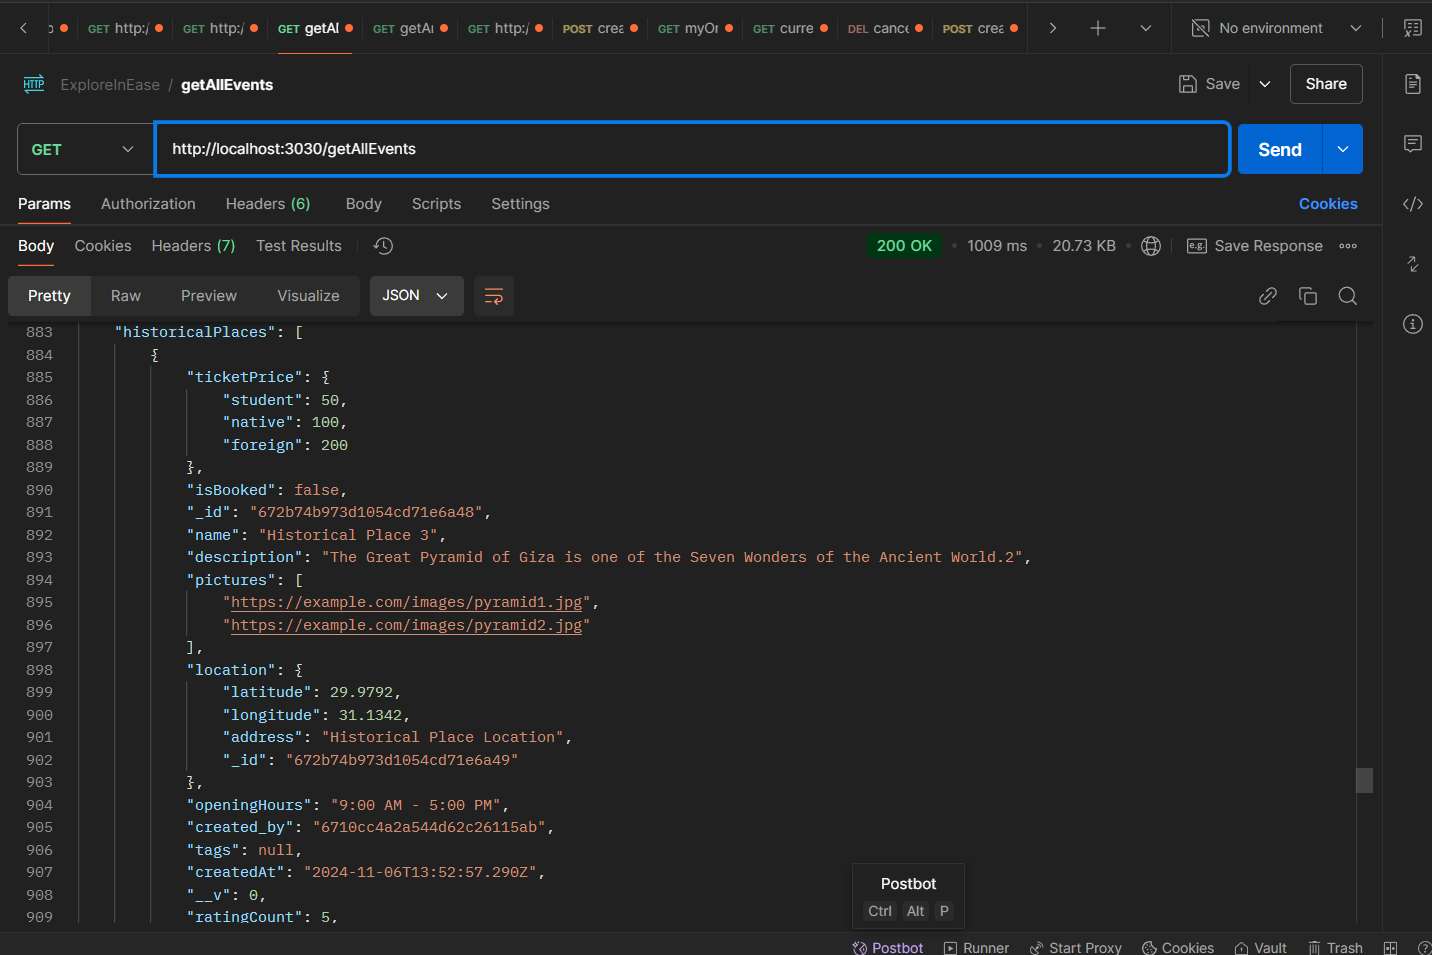 GET http:/ GET http:/ GET getAl GET getAı GET http:/ POST crea GET myOr GET curre DEL cance POST crea No environment
HTTP ExploreInEase / getAllEvents Save Share
GET http://localhost:3030/getAllEvents Send
Params Authorization Headers (6) Body Scripts Settings Cookies
Body Cookies Headers (7) Test Results 200 OK • 1009 ms • 20.73 KB • e.g. Save Response
Pretty Raw Preview Visualize JSON
883 "historicalPlaces": [
884 {
885 "ticketPrice": {
886 "student": 50,
887 "native": 100,
888 "foreign": 200
889 },
890 "isBooked": false,
891 "_id": "672b74b973d1054cd71e6a48",
892 "name": "Historical Place 3",
893 "description": "The Great Pyramid of Giza is one of the Seven Wonders of the Ancient World.2",
894 "pictures": [
895 "https://example.com/images/pyramid1.jpg",
896 "https://example.com/images/pyramid2.jpg"
897 ],
898 "location": {
899 "latitude": 29.9792,
900 "longitude": 31.1342,
901 "address": "Historical Place Location",
902 "_id": "672b74b973d1054cd71e6a49"
903 },
904 "openingHours": "9:00 AM - 5:00 PM",
905 "created_by": "6710cc4a2a544d62c26115ab",
906 "tags": null,
907 "createdAt": "2024-11-06T13:52:57.290Z",
908 "__v": 0,
909 "ratingCount": 5,
Postbot
Ctrl Alt P
Postbot Runner Start Proxy Cookies Vault Trash